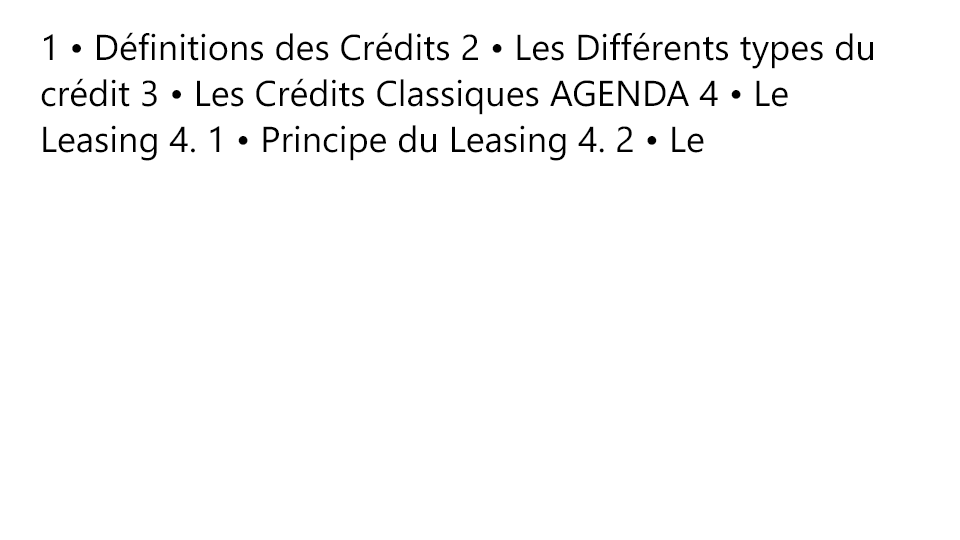 1 • Définitions des Crédits 2 • Les Différents types du
crédit 3 • Les Crédits Classiques AGENDA 4 • Le
Leasing 4. 1 • Principe du Leasing 4. 2 • Le